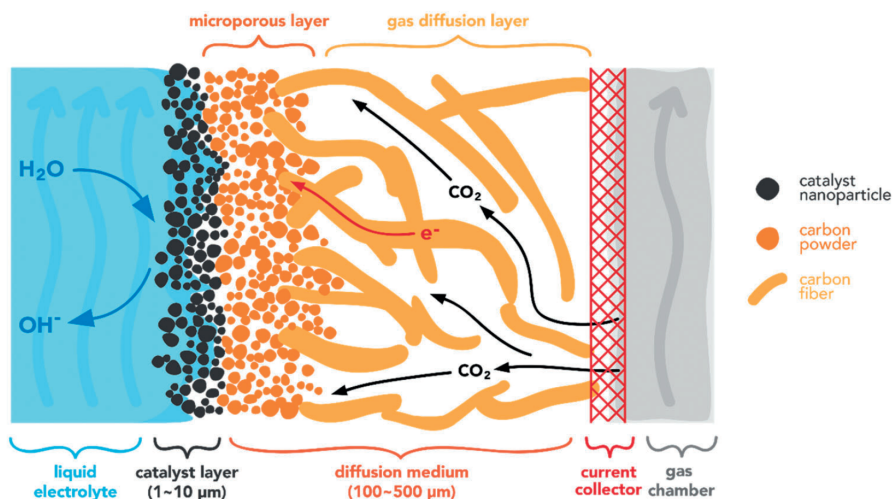 microporous layer
gas diffusion layer
H₂O
OH⁻
CO₂
e⁻
CO₂
catalyst
nanoparticle
carbon
powder
carbon
fiber
liquid
electrolyte
catalyst layer
(1~10 μm)
diffusion medium
(100~500 μm)
current
collector
gas
chamber